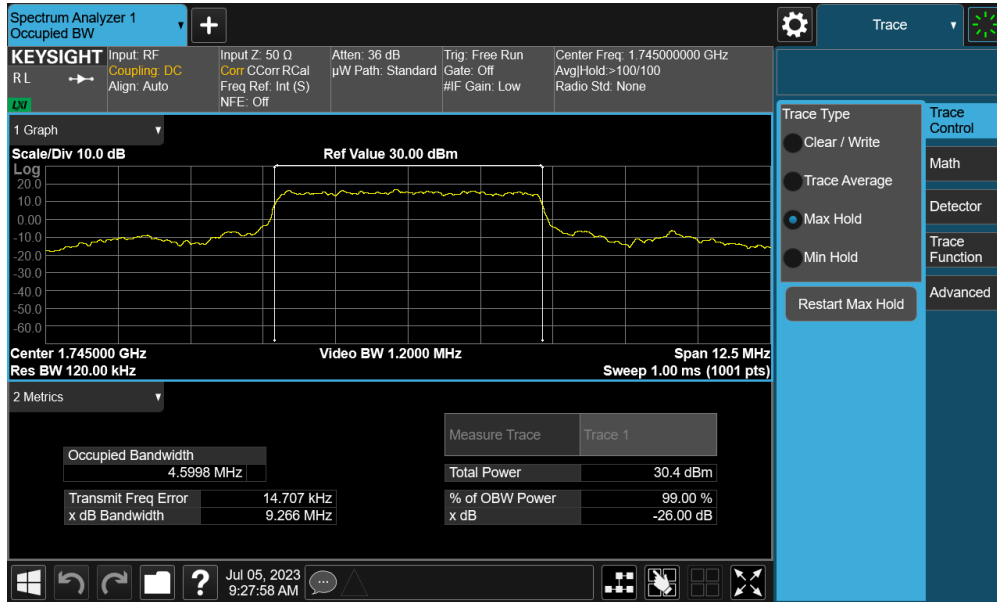 Spectrum Analyzer 1
Occupied BW
Trace
KEYSIGHT
R L
LXI
Input: RF
Coupling: DC
Align: Auto
Input Z: 50 Ω
Corr CCorr RCal
Freq Ref: Int (S)
NFE: Off
Atten: 36 dB
µW Path: Standard
Trig: Free Run
Gate: Off
#IF Gain: Low
Center Freq: 1.745000000 GHz
Avg|Hold:>100/100
Radio Std: None
1 Graph
Scale/Div 10.0 dB
Ref Value 30.00 dBm
Log
20.0
10.0
0.00
-10.0
-20.0
-30.0
-40.0
-50.0
-60.0
Center 1.745000 GHz
Video BW 1.2000 MHz
Span 12.5 MHz
Res BW 120.00 kHz
Sweep 1.00 ms (1001 pts)
2 Metrics
Measure Trace Trace 1
Occupied Bandwidth
4.5998 MHz
Total Power 30.4 dBm
Transmit Freq Error 14.707 kHz
% of OBW Power 99.00 %
x dB Bandwidth 9.266 MHz
x dB -26.00 dB
Trace Type
Clear / Write
Trace Average
Max Hold
Min Hold
Restart Max Hold
Trace
Control
Math
Detector
Trace
Function
Advanced
?
Jul 05, 2023
9:27:58 AM